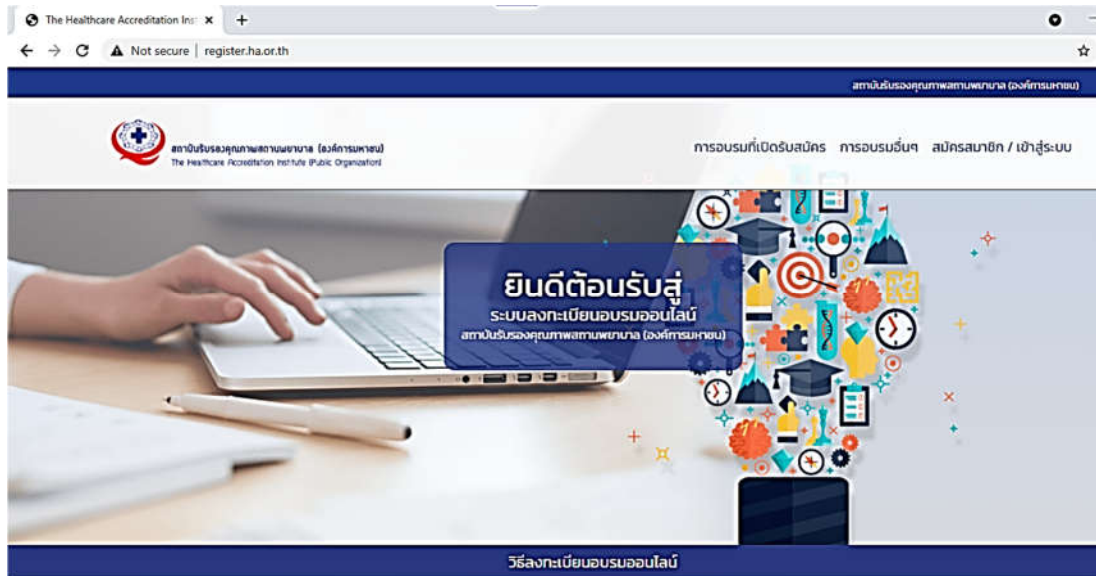 The Healthcare Accreditation Ins
Not secure | register.ha.or.th
สถาบันรับรองคุณภาพสถานพยาบาล (องค์การมหาชน)
สถาบันรับรองคุณภาพสถานพยาบาล (องค์การมหาชน)
The Healthcare Accreditation Institute (Public Organization)
การอบรมที่เปิดรับสมัคร การอบรมอื่นๆ สมัครสมาชิก / เข้าสู่ระบบ
ยินดีต้อนรับสู่
ระบบลงทะเบียนอบรมออนไลน์
สถาบันรับรองคุณภาพสถานพยาบาล (องค์การมหาชน)
วิธีลงทะเบียนอบรมออนไลน์